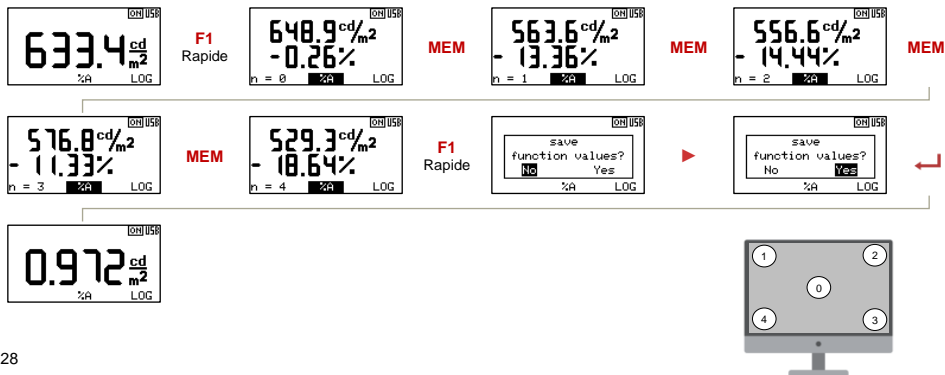 ON USB
633.4 cd/m2
%A LOG
F1
Rapide
ON USB
648.9 cd/m2
-0.26%
n = 0 %A LOG
MEM
ON USB
563.6 cd/m2
- 13.36%
n = 1 %A LOG
MEM
ON USB
556.6 cd/m2
- 14.44%
n = 2 %A LOG
MEM
ON USB
576.8 cd/m2
- 11.33%
n = 3 %A LOG
MEM
ON USB
529.3 cd/m2
- 18.64%
n = 4 %A LOG
F1
Rapide
ON USB
save
function values?
No Yes
%A LOG
ON USB
save
function values?
No Yes
%A LOG
ON USB
0.972 cd/m2
%A LOG
1 2
0
4 3
28